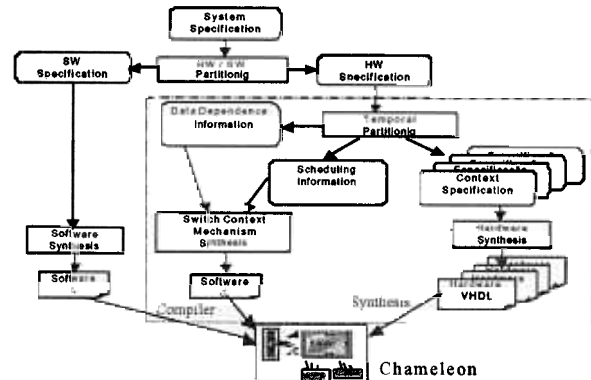 System
Specification
SW
Specification
HW / SW
Partitionig
HW
Specification
Data Dependence
Information
Temporal
Partitionig
Scheduling
Information
Context
Specification
Software
Synthesis
Switch Context
Mechanism
Synthesis
Hardware
Synthesis
Software
Software
Hardware
VHDL
Compiler
Synthesis
Chameleon